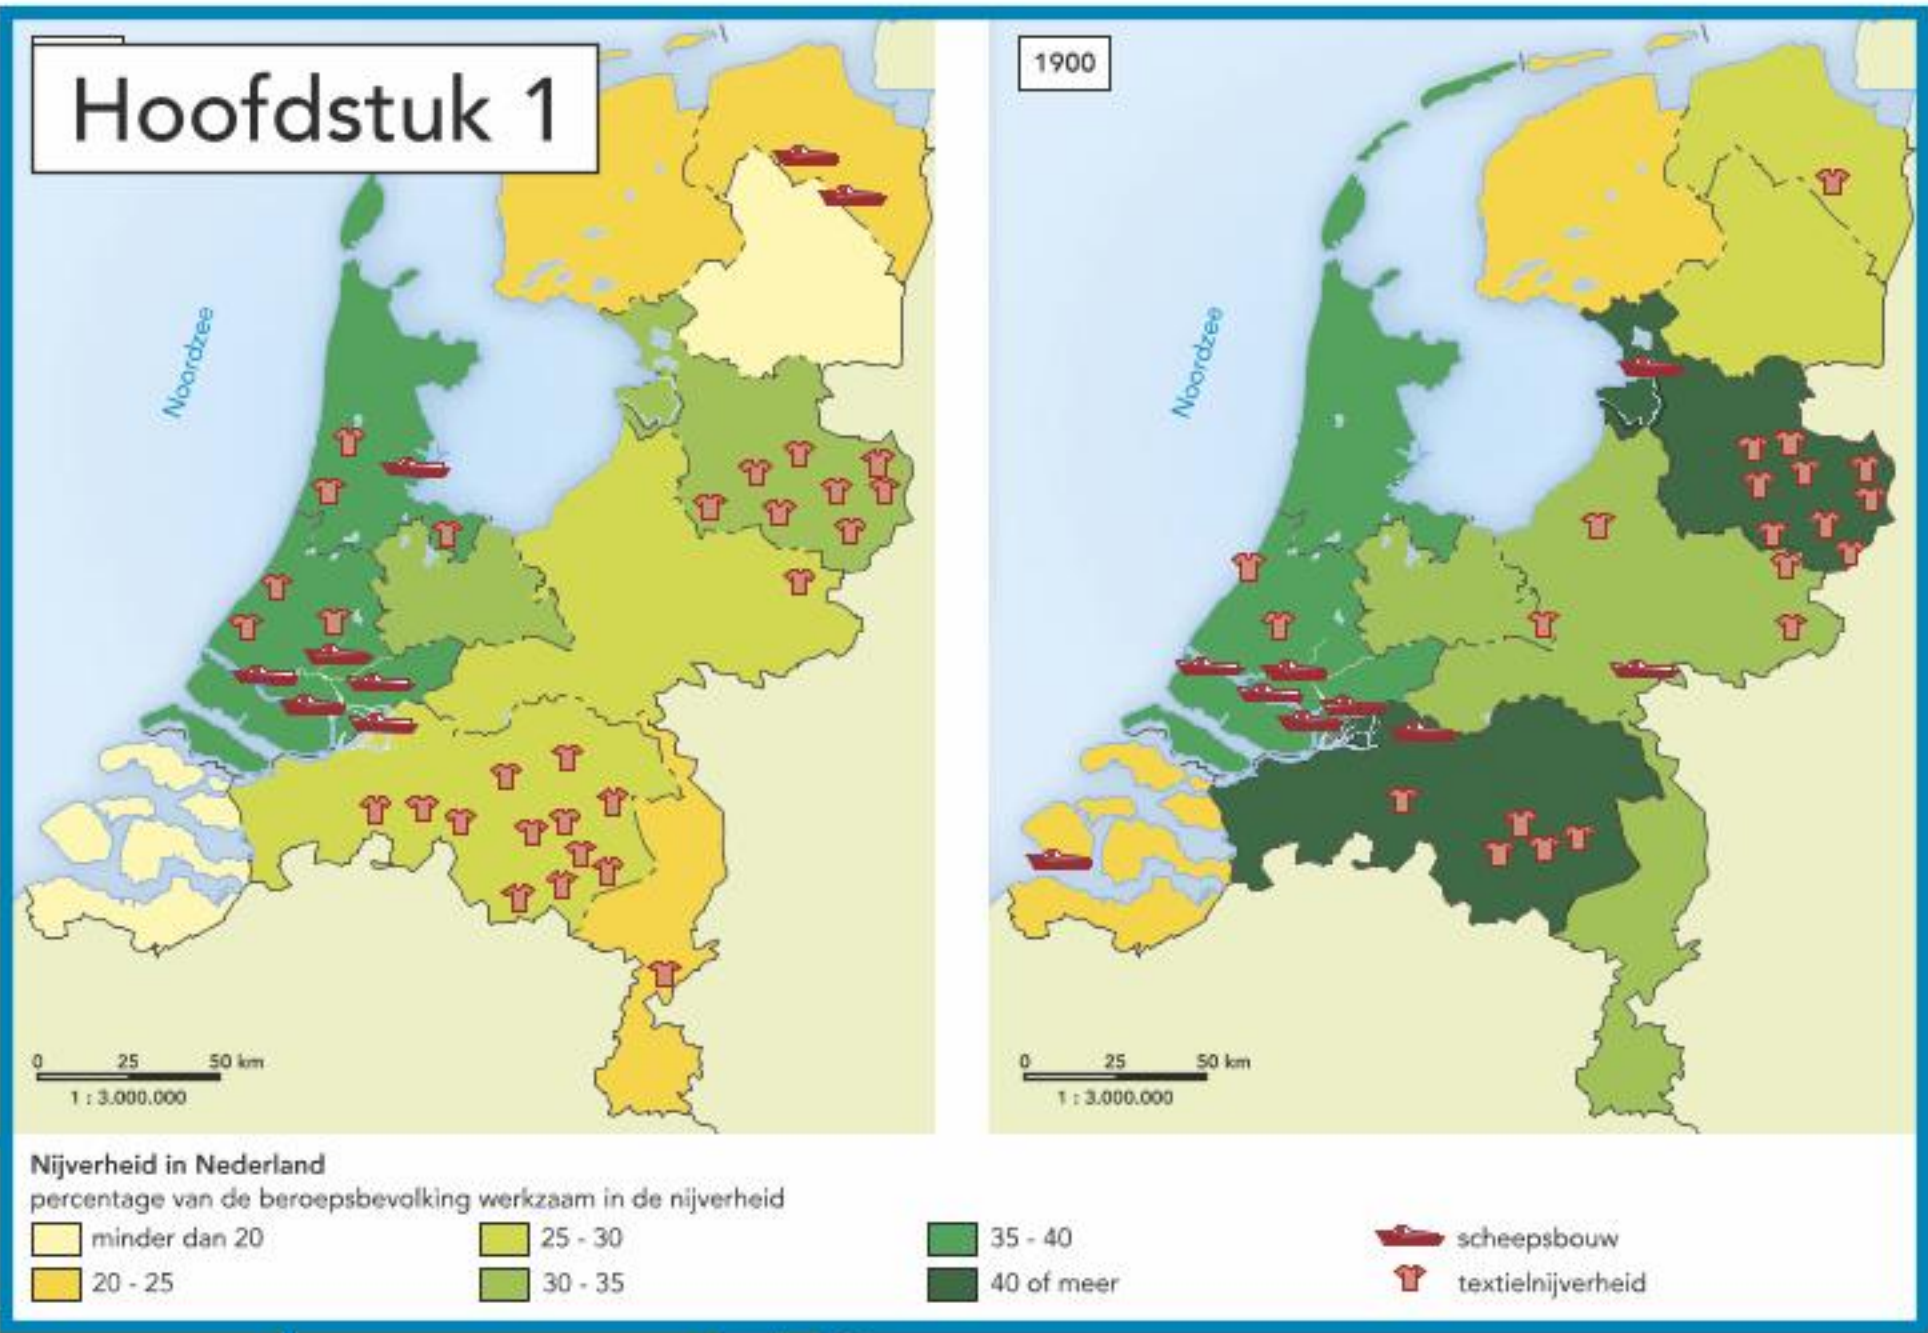 Hoofdstuk 1
1900
Noordzee
Noordzee
0 25 50 km
1 : 3.000.000
0 25 50 km
1 : 3.000.000
Nijverheid in Nederland
percentage van de beroepsbevolking werkzaam in de nijverheid
minder dan 20
20 - 25
25 - 30
30 - 35
35 - 40
40 of meer
scheepsbouw
textielnijverheid